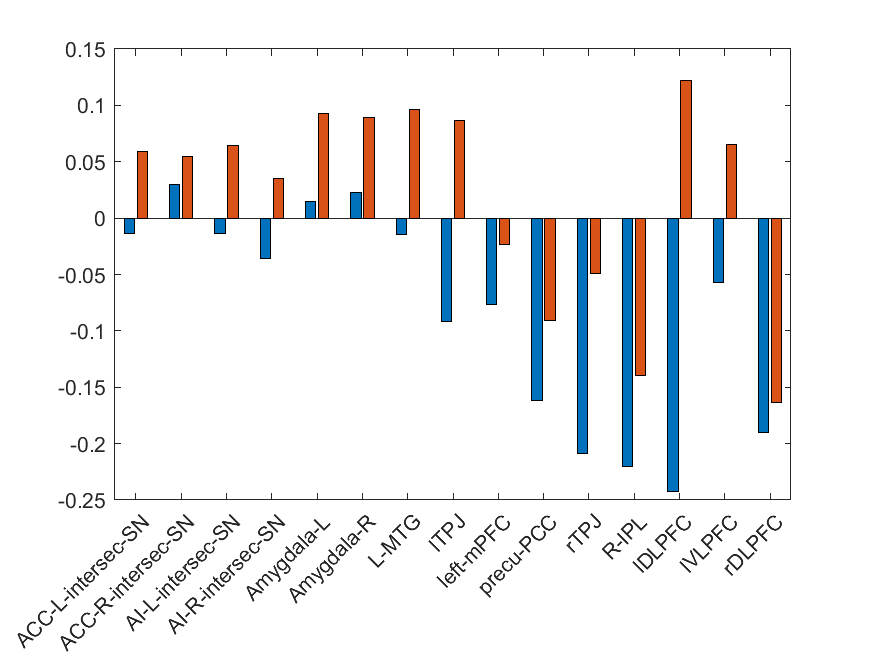 0.15
0.1
0.05
0
-0.05
-0.1
-0.15
-0.2
-0.25
ACC-L-intersec-SN
ACC-R-intersec-SN
AI-L-intersec-SN
AI-R-intersec-SN
Amygdala-L
Amygdala-R
L-MTG
lTPJ
left-mPFC
precu-PCC
rTPJ
R-IPL
lDLPFC
lVLPFC
rDLPFC